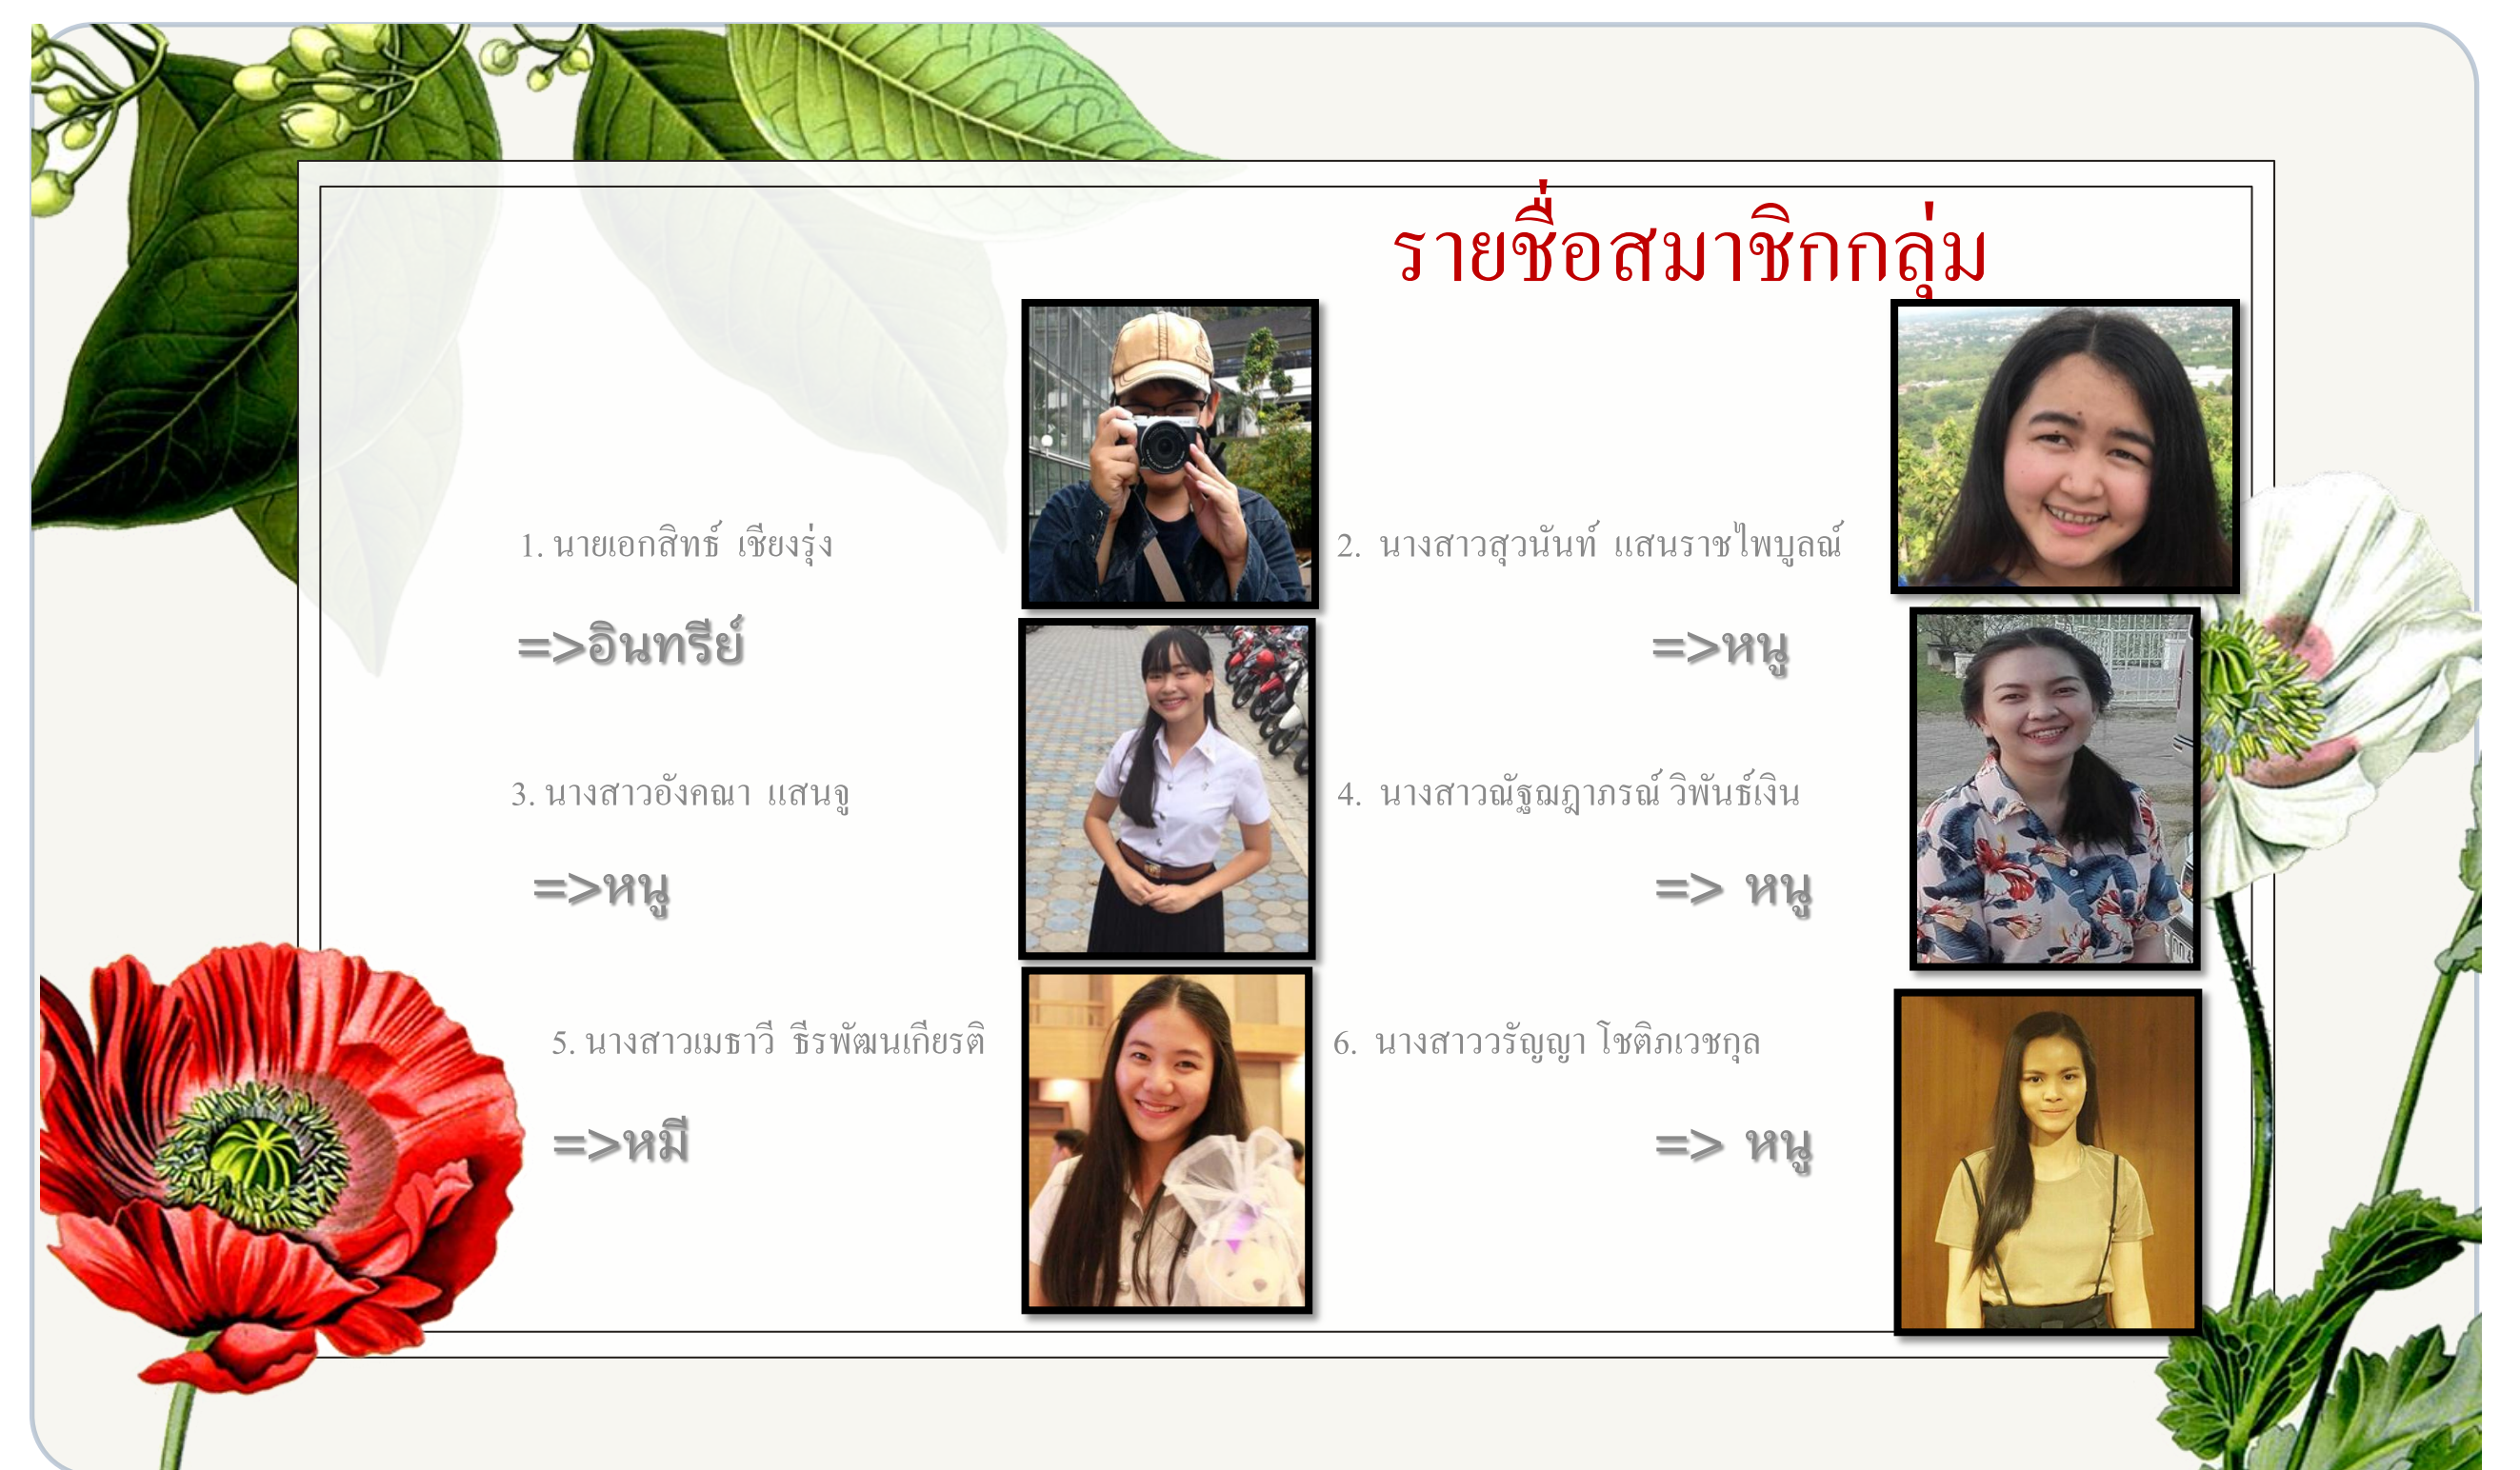 รายชื่อสมาชิกกลุ่ม
1. นายเอกสิทธ์ เชียงรุ่ง
=>อินทรีย์
2. นางสาวสุวนันท์ แสนราชไพบูลณ์
=>หนู
3. นางสาวอังคณา แสนจู
=>หนู
4. นางสาวณัฐฌฎาภรณ์ วิพันธ์เงิน
=> หนู
5. นางสาวเมธาวี ธีรพัฒนเกียรติ
=>หมี
6. นางสาววรัญญา โชติภเวชกุล
=> หนู